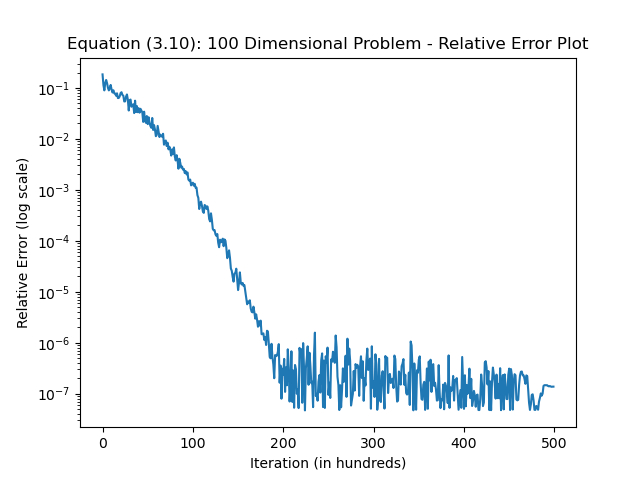 Equation (3.10): 100 Dimensional Problem - Relative Error Plot
Relative Error (log scale)
10⁻¹
10⁻²
10⁻³
10⁻⁴
10⁻⁵
10⁻⁶
10⁻⁷
0 100 200 300 400 500
Iteration (in hundreds)